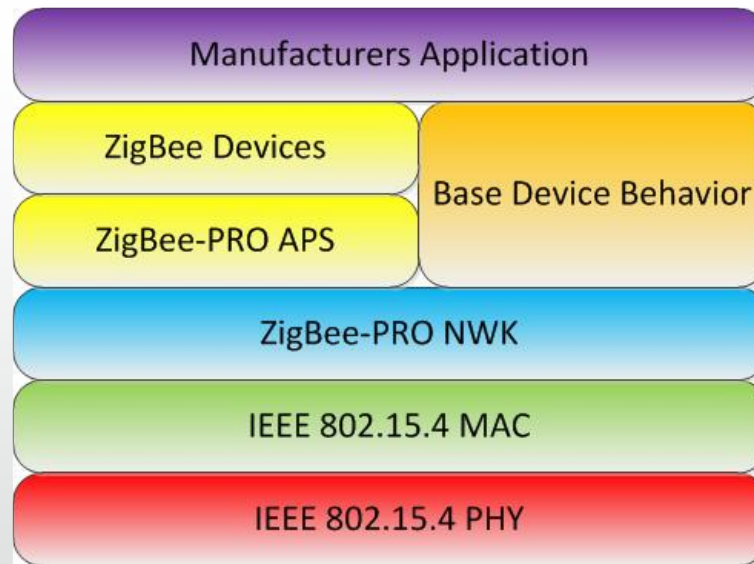 Manufacturers Application
ZigBee Devices
Base Device Behavior
ZigBee-PRO APS
ZigBee-PRO NWK
IEEE 802.15.4 MAC
IEEE 802.15.4 PHY